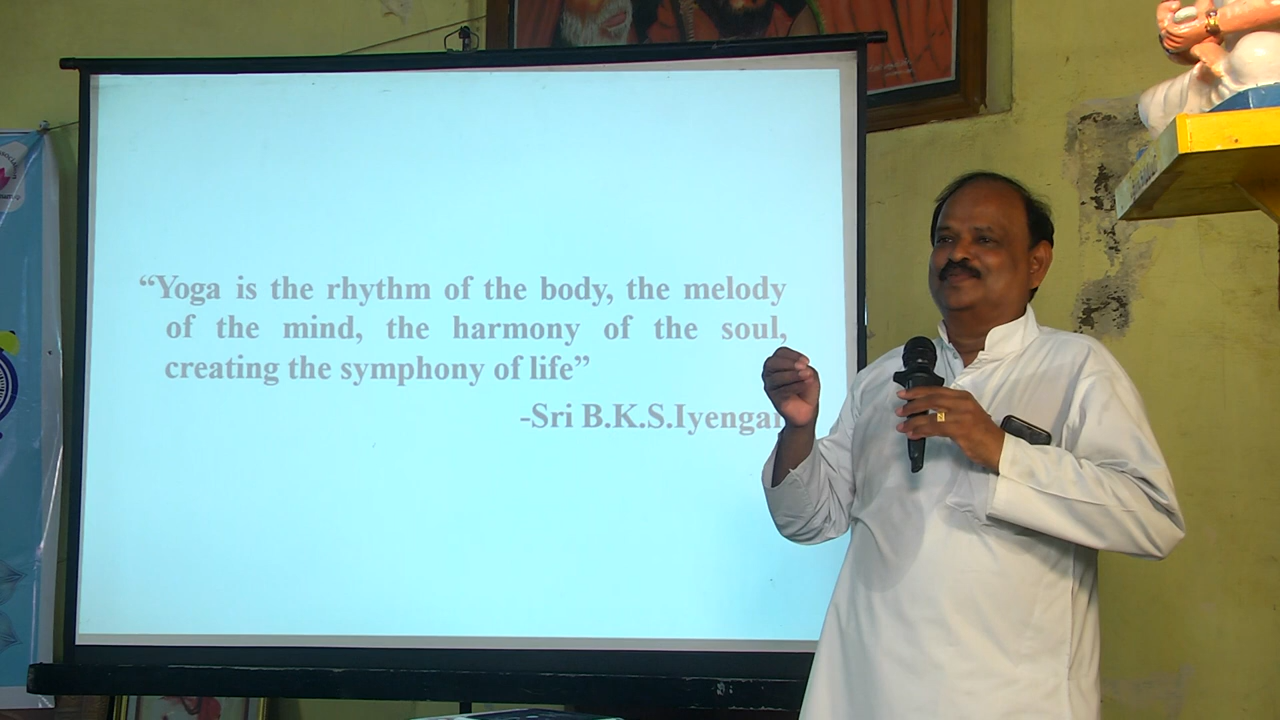 “Yoga is the rhythm of the body, the melody
of the mind, the harmony of the soul,
creating the symphony of life”
-Sri B.K.S.Iyengar